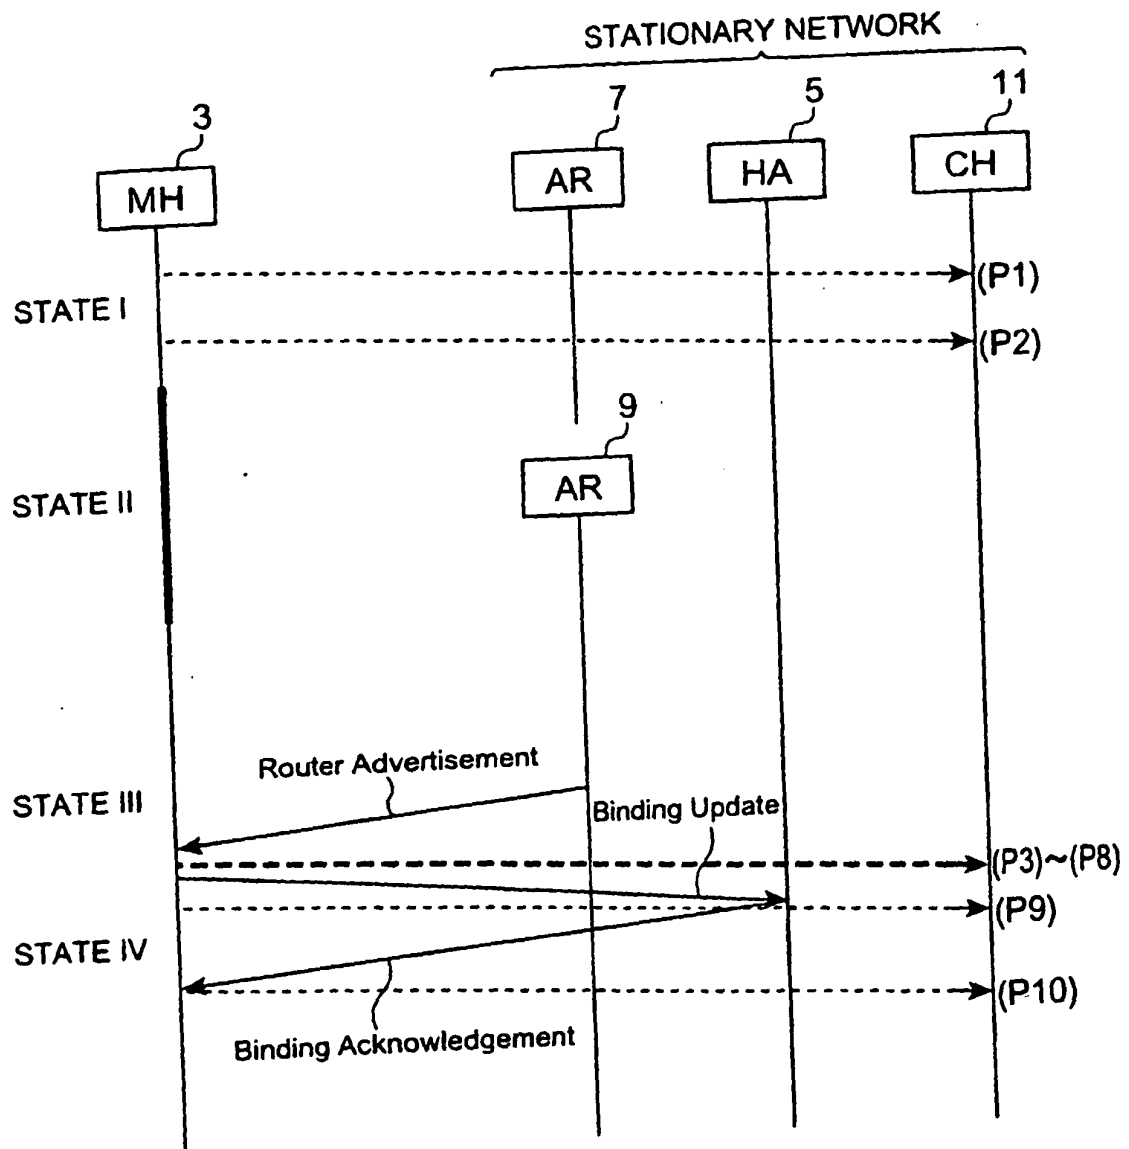 STATIONARY NETWORK
3
7
5
11
MH
AR
HA
CH
(P1)
STATE I
(P2)
9
AR
STATE II
Router Advertisement
STATE III
Binding Update
(P3)~(P8)
(P9)
STATE IV
(P10)
Binding Acknowledgement